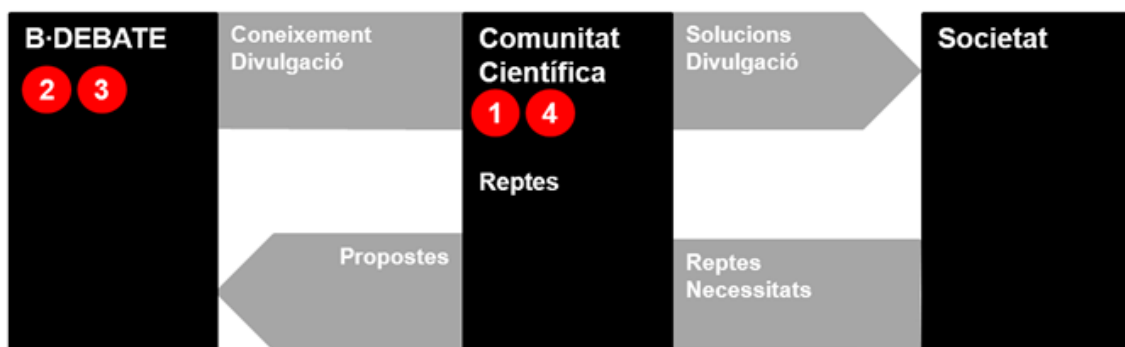 B·DEBATE
2 3
Coneixement
Divulgació
Comunitat
Científica
1 4
Reptes
Solucions
Divulgació
Societat
Propostes
Reptes
Necessitats